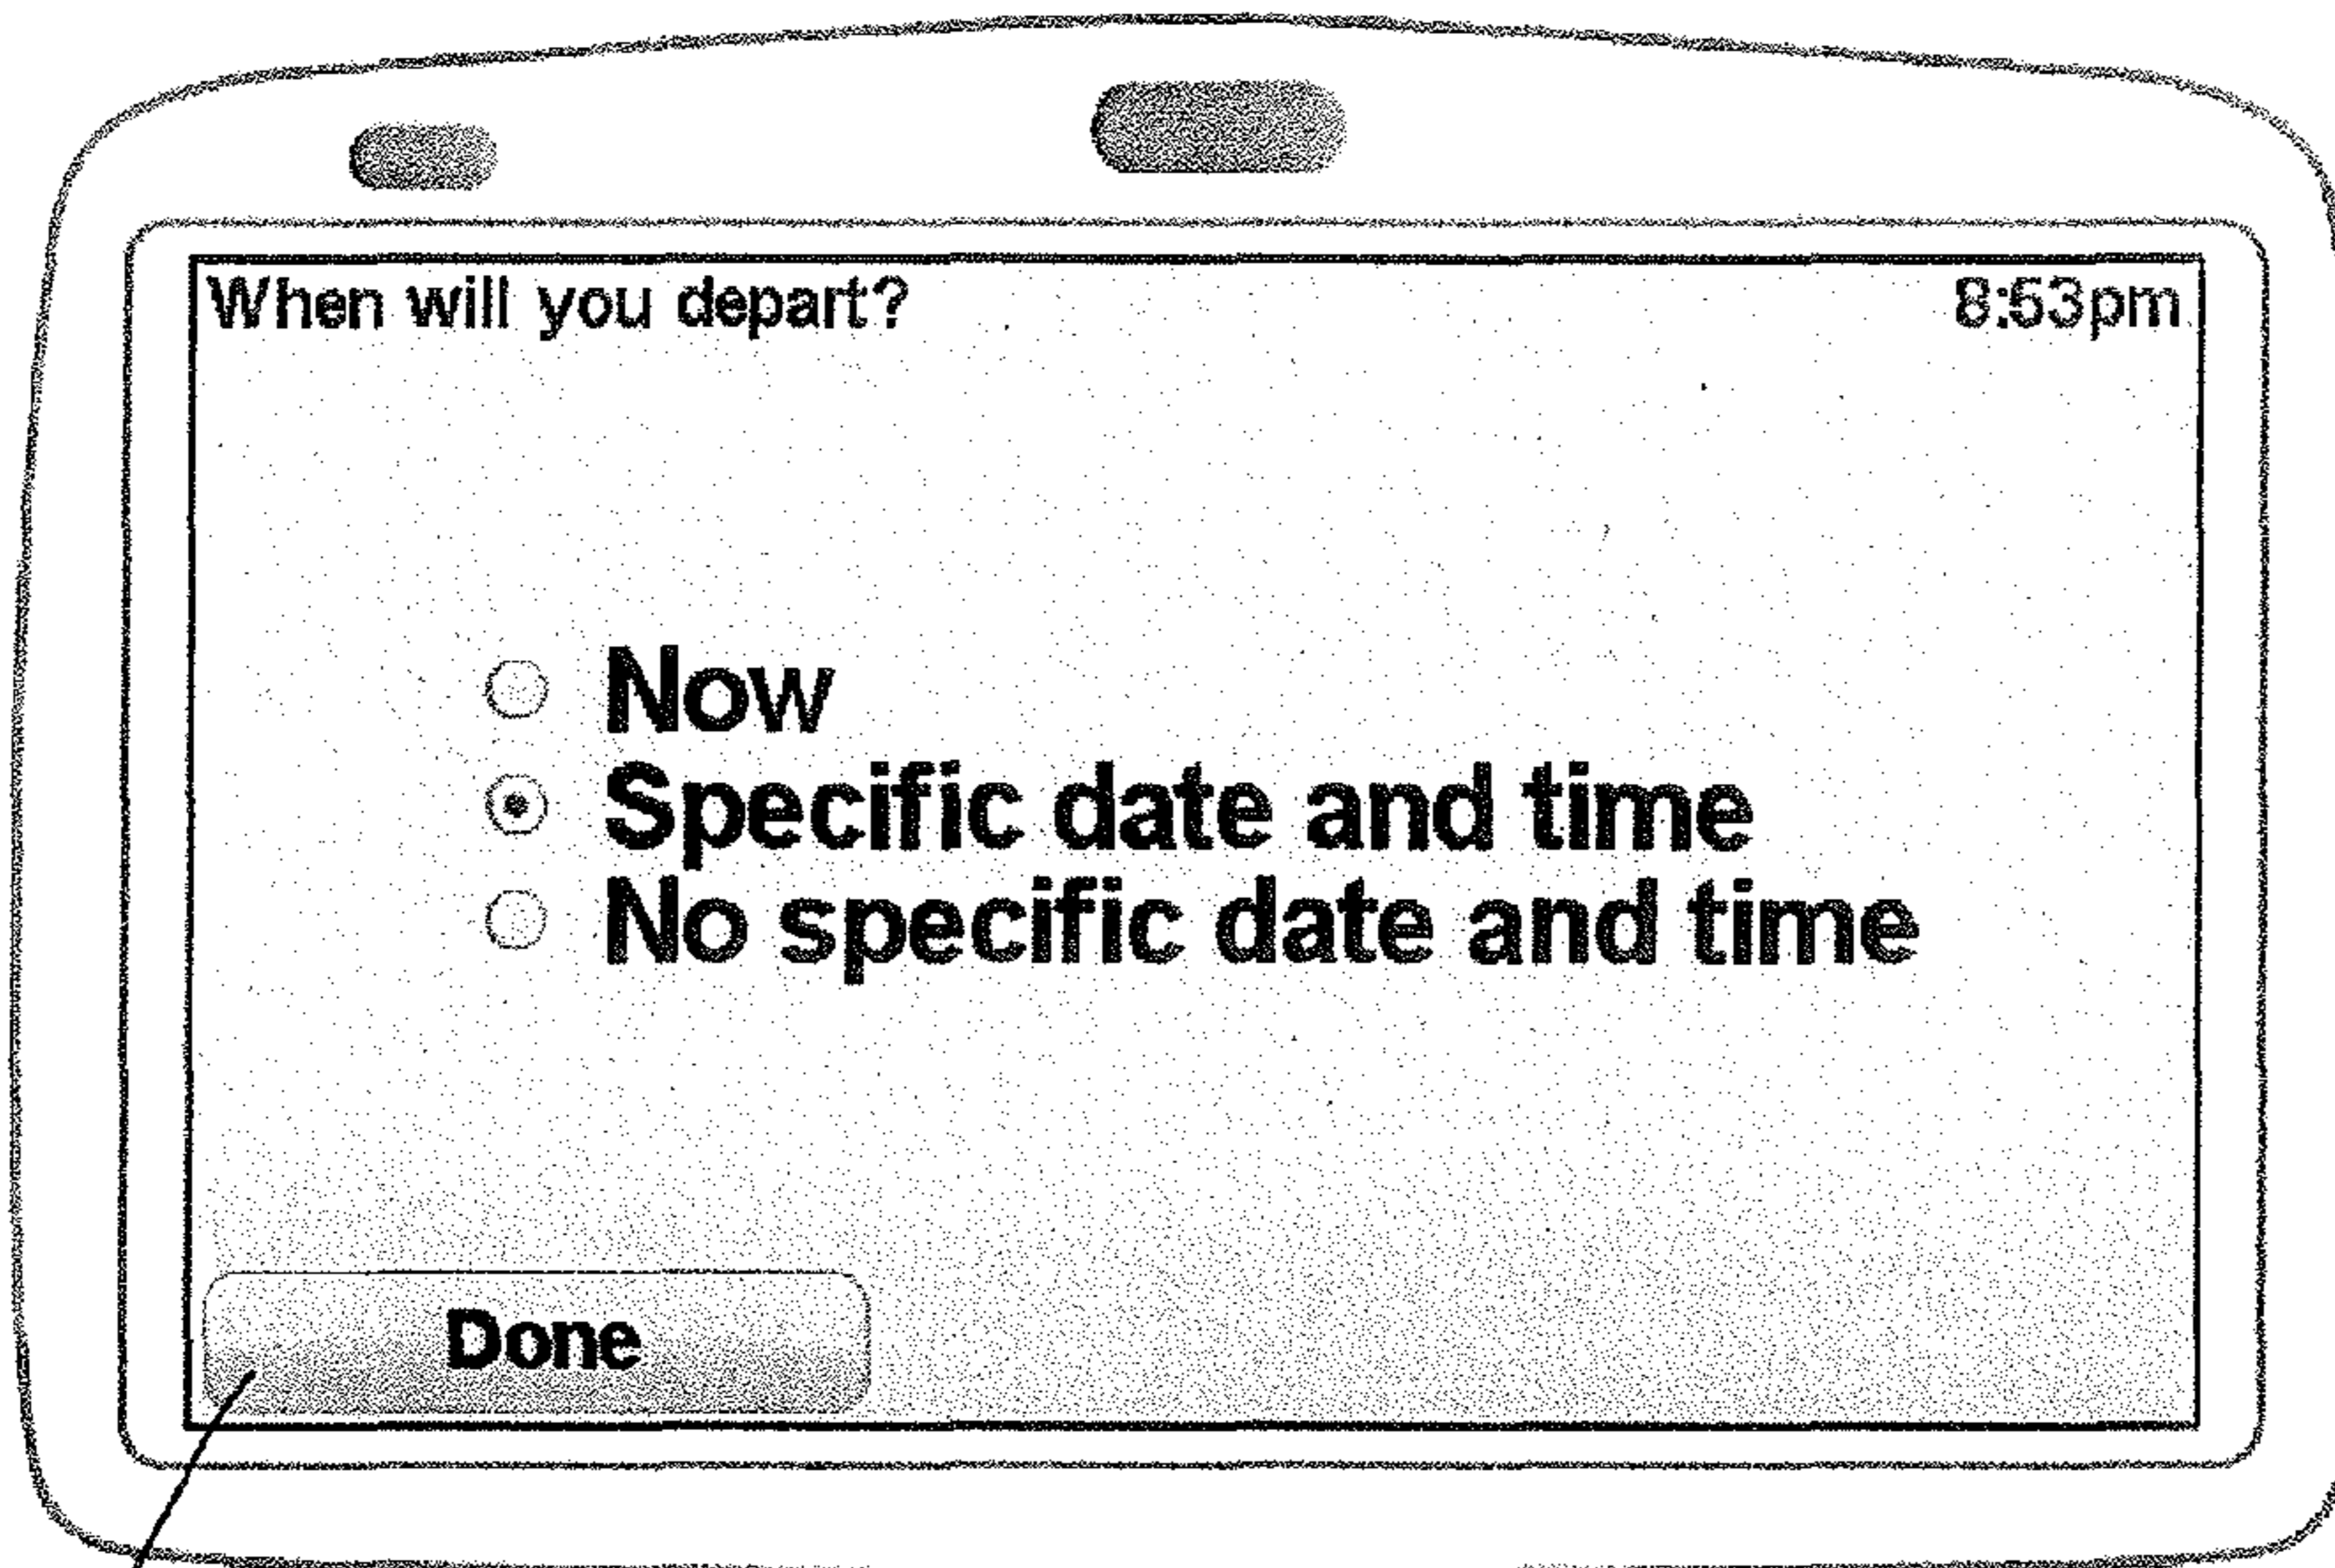 When will you depart? 8:53pm
Now
Specific date and time
No specific date and time
Done